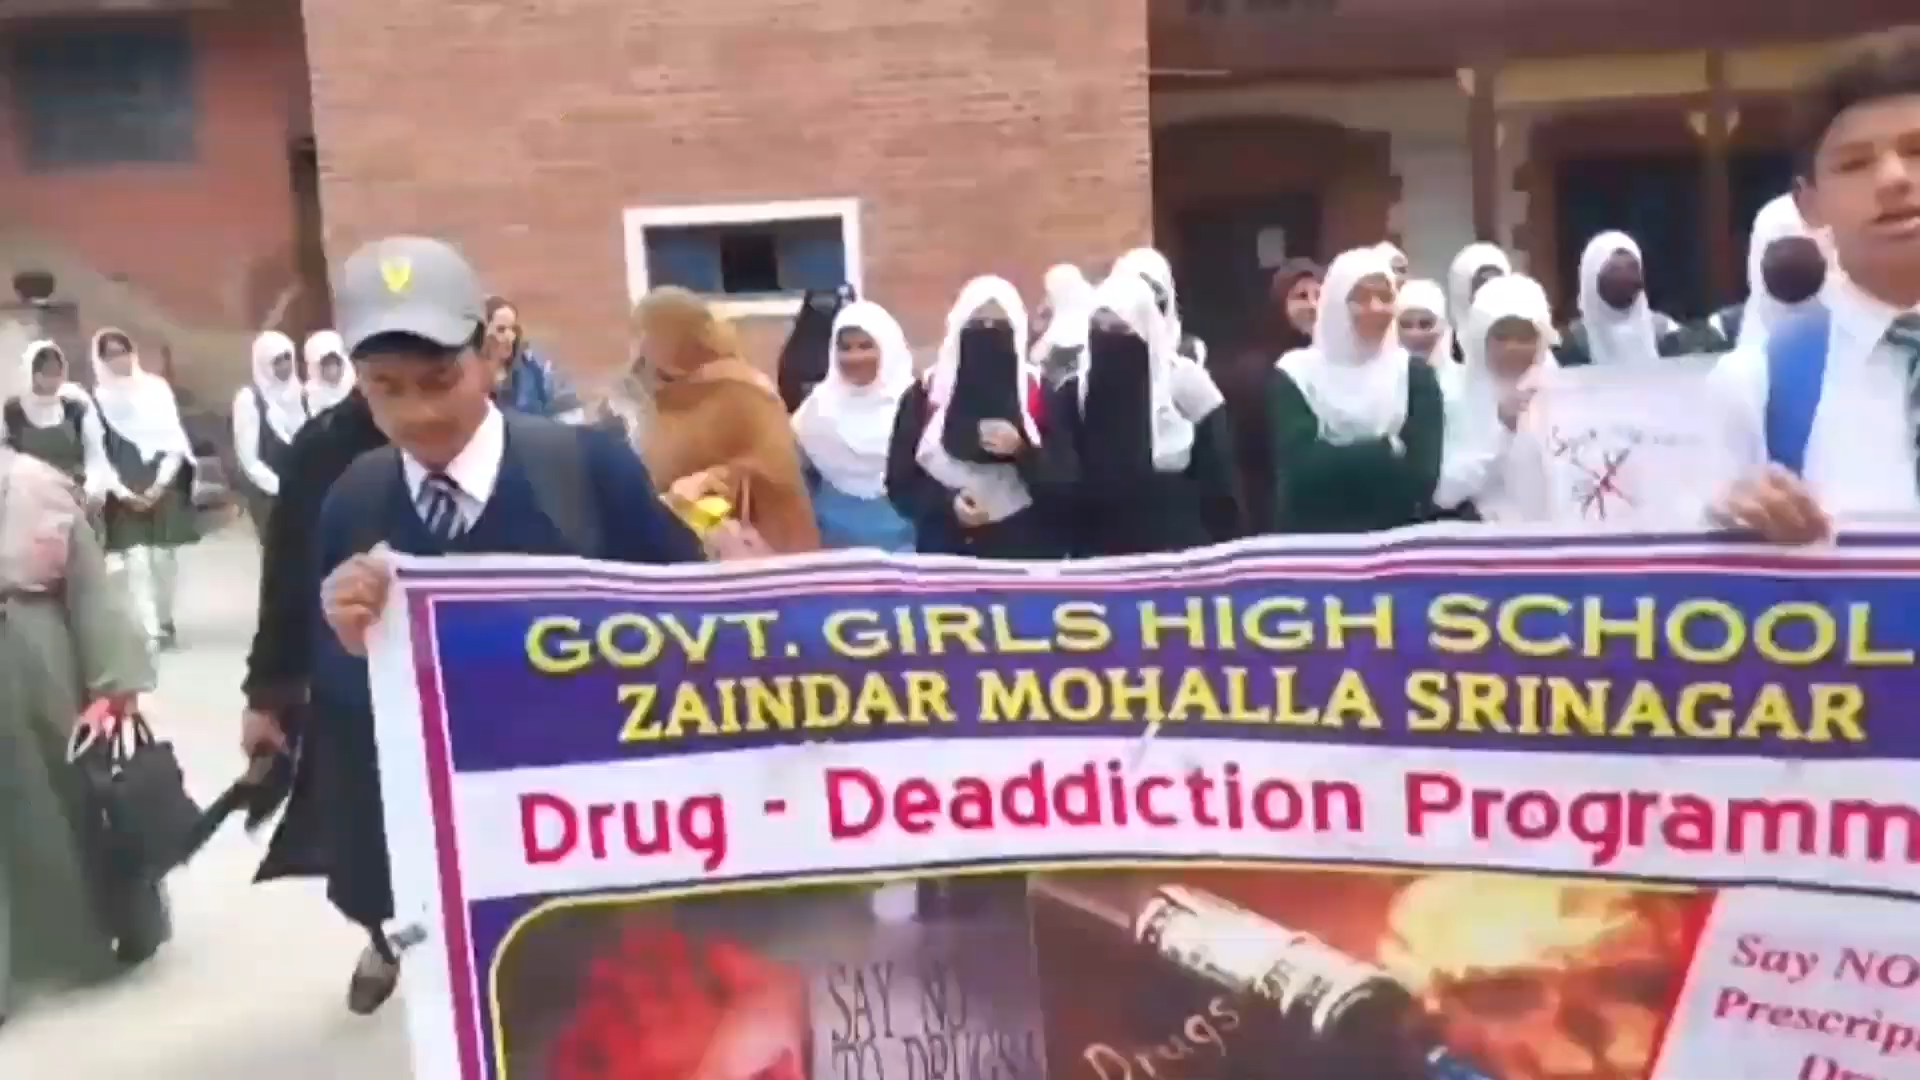 GOVT. GIRLS HIGH SCHOOL
ZAINDAR MOHALLA SRINAGAR
Drug - Deaddiction Programm
SAY NO
TO DRUGS
Drugs
Say NO
Prescrip